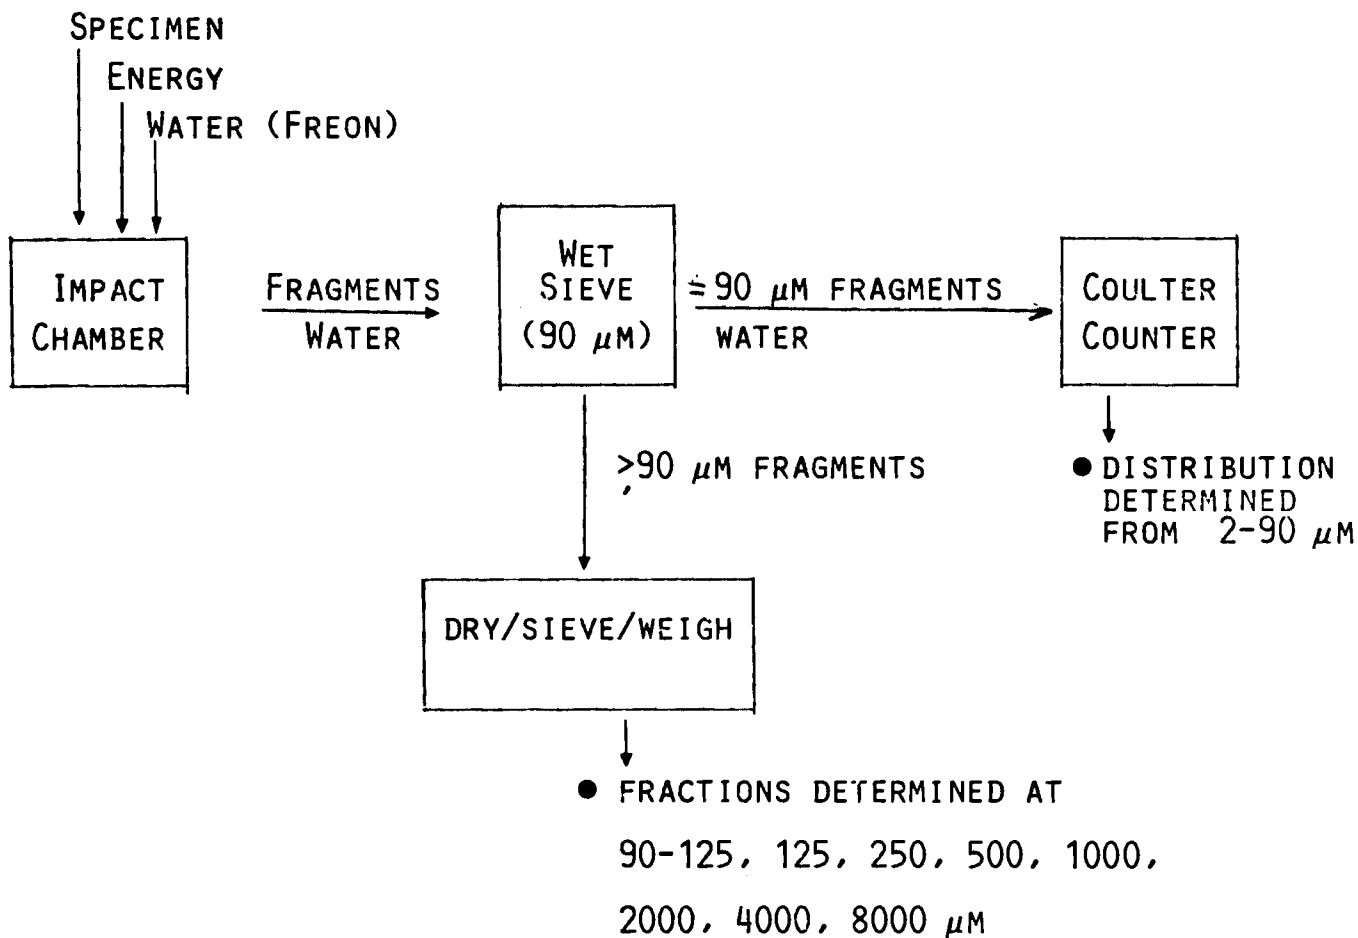 SPECIMEN
ENERGY
WATER (FREON)
IMPACT
CHAMBER
FRAGMENTS
WATER
WET
SIEVE
(90 μM)
≤90 μM FRAGMENTS
WATER
COULTER
COUNTER
>90 μM FRAGMENTS
● DISTRIBUTION
DETERMINED
FROM 2-90 μM
DRY/SIEVE/WEIGH
● FRACTIONS DETERMINED AT
90-125, 125, 250, 500, 1000,
2000, 4000, 8000 μM